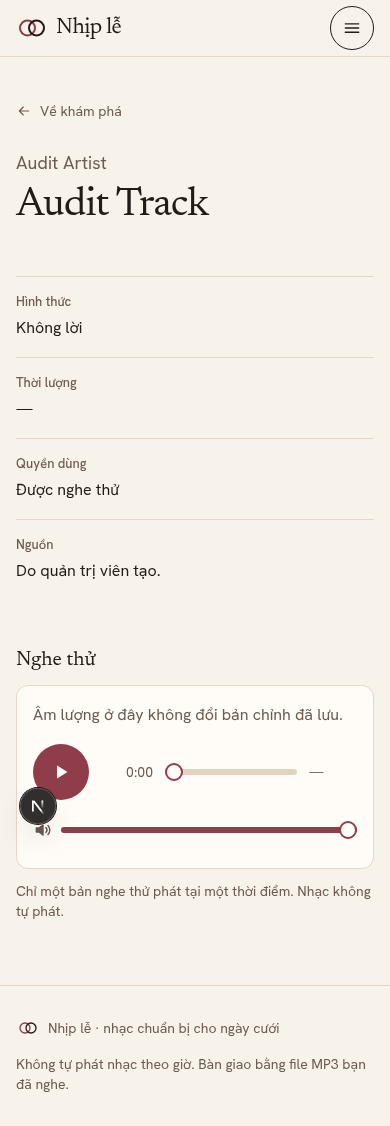 Nhịp lễ
Về khám phá
Audit Artist
Audit Track
Hình thức
Không lời
Thời lượng
—
Quyền dùng
Được nghe thử
Nguồn
Do quản trị viên tạo.
Nghe thử
Âm lượng ở đây không đổi bản chỉnh đã lưu.
0:00 —
N
Chỉ một bản nghe thử phát tại một thời điểm. Nhạc không
tự phát.
Nhịp lễ · nhạc chuẩn bị cho ngày cưới
Không tự phát nhạc theo giờ. Bàn giao bằng file MP3 bạn
đã nghe.